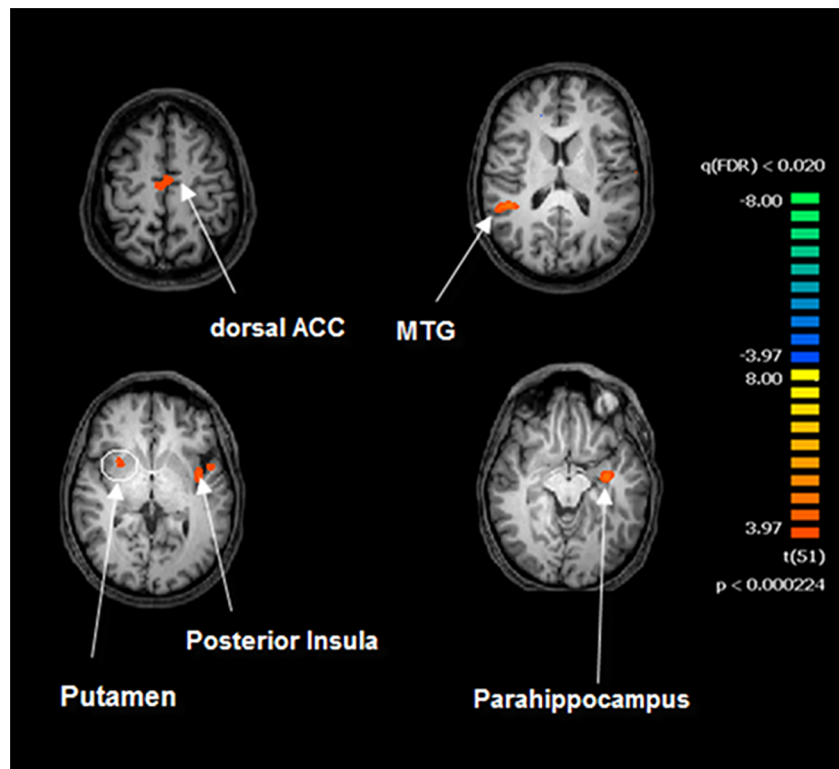 q(FDR) < 0.020
-8.00
dorsal ACC
MTG
-3.97
8.00
3.97
t(51)
p < 0.000224
Posterior Insula
Putamen
Parahippocampus